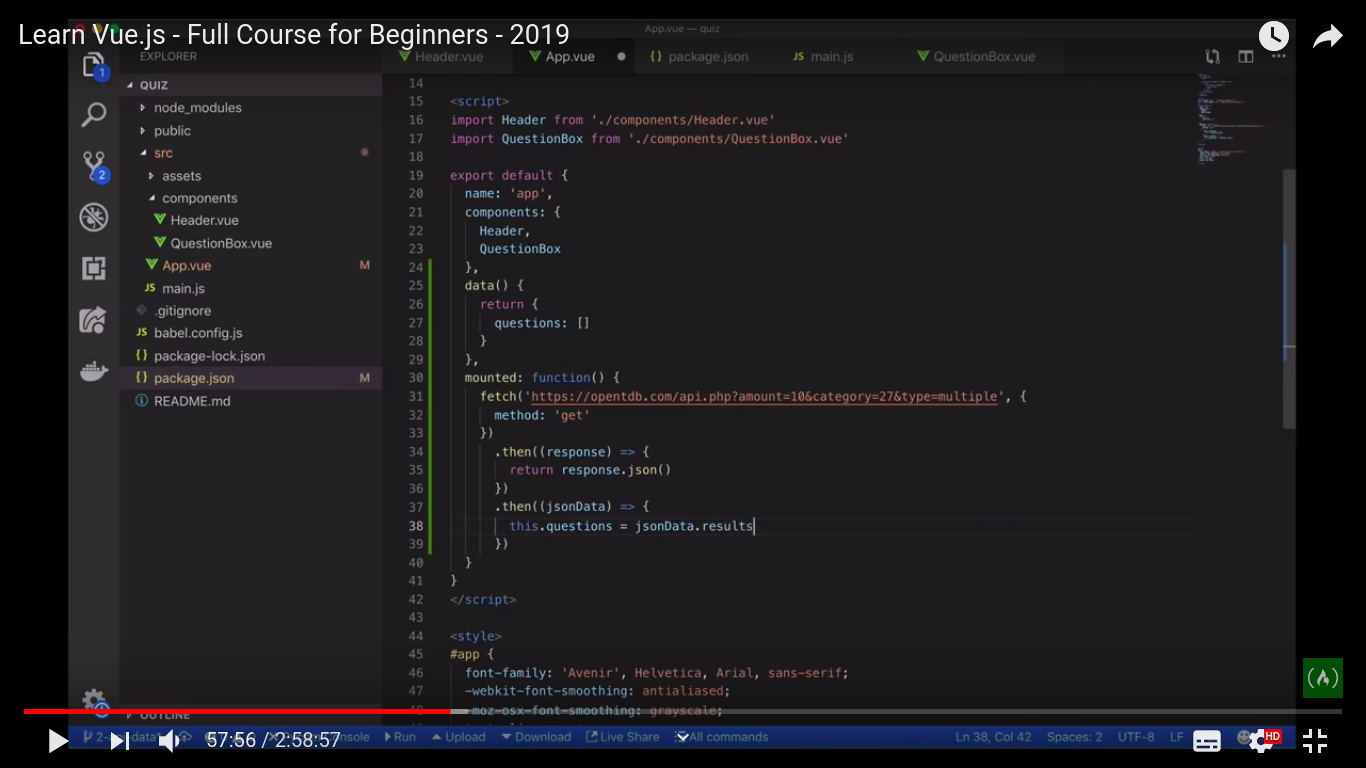 Learn Vue.js - Full Course for Beginners - 2019
App.vue — quiz
EXPLORER
Header.vue
App.vue
{} package.json
JS main.js
QuestionBox.vue
1
QUIZ
node_modules
public
src
assets
components
Header.vue
QuestionBox.vue
App.vue M
JS main.js
.gitignore
JS babel.config.js
{} package-lock.json
{} package.json M
README.md
2
OUTLINE
14
15 <script>
16 import Header from './components/Header.vue'
17 import QuestionBox from './components/QuestionBox.vue'
18
19 export default {
20 name: 'app',
21 components: {
22 Header,
23 QuestionBox
24 },
25 data() {
26 return {
27 questions: []
28 }
29 },
30 mounted: function() {
31 fetch('https://opentdb.com/api.php?amount=10&category=27&type=multiple', {
32 method: 'get'
33 })
34 .then((response) => {
35 return response.json()
36 })
37 .then((jsonData) => {
38 this.questions = jsonData.results
39 })
40 }
41 }
42 </script>
43
44 <style>
45 #app {
46 font-family: 'Avenir', Helvetica, Arial, sans-serif;
47 -webkit-font-smoothing: antialiased;
48 -moz-osx-font-smoothing: grayscale;
57:56 / 2:58:57
Run
Upload
Download
Live Share
All commands
Ln 38, Col 42
Spaces: 2
UTF-8
LF
HD